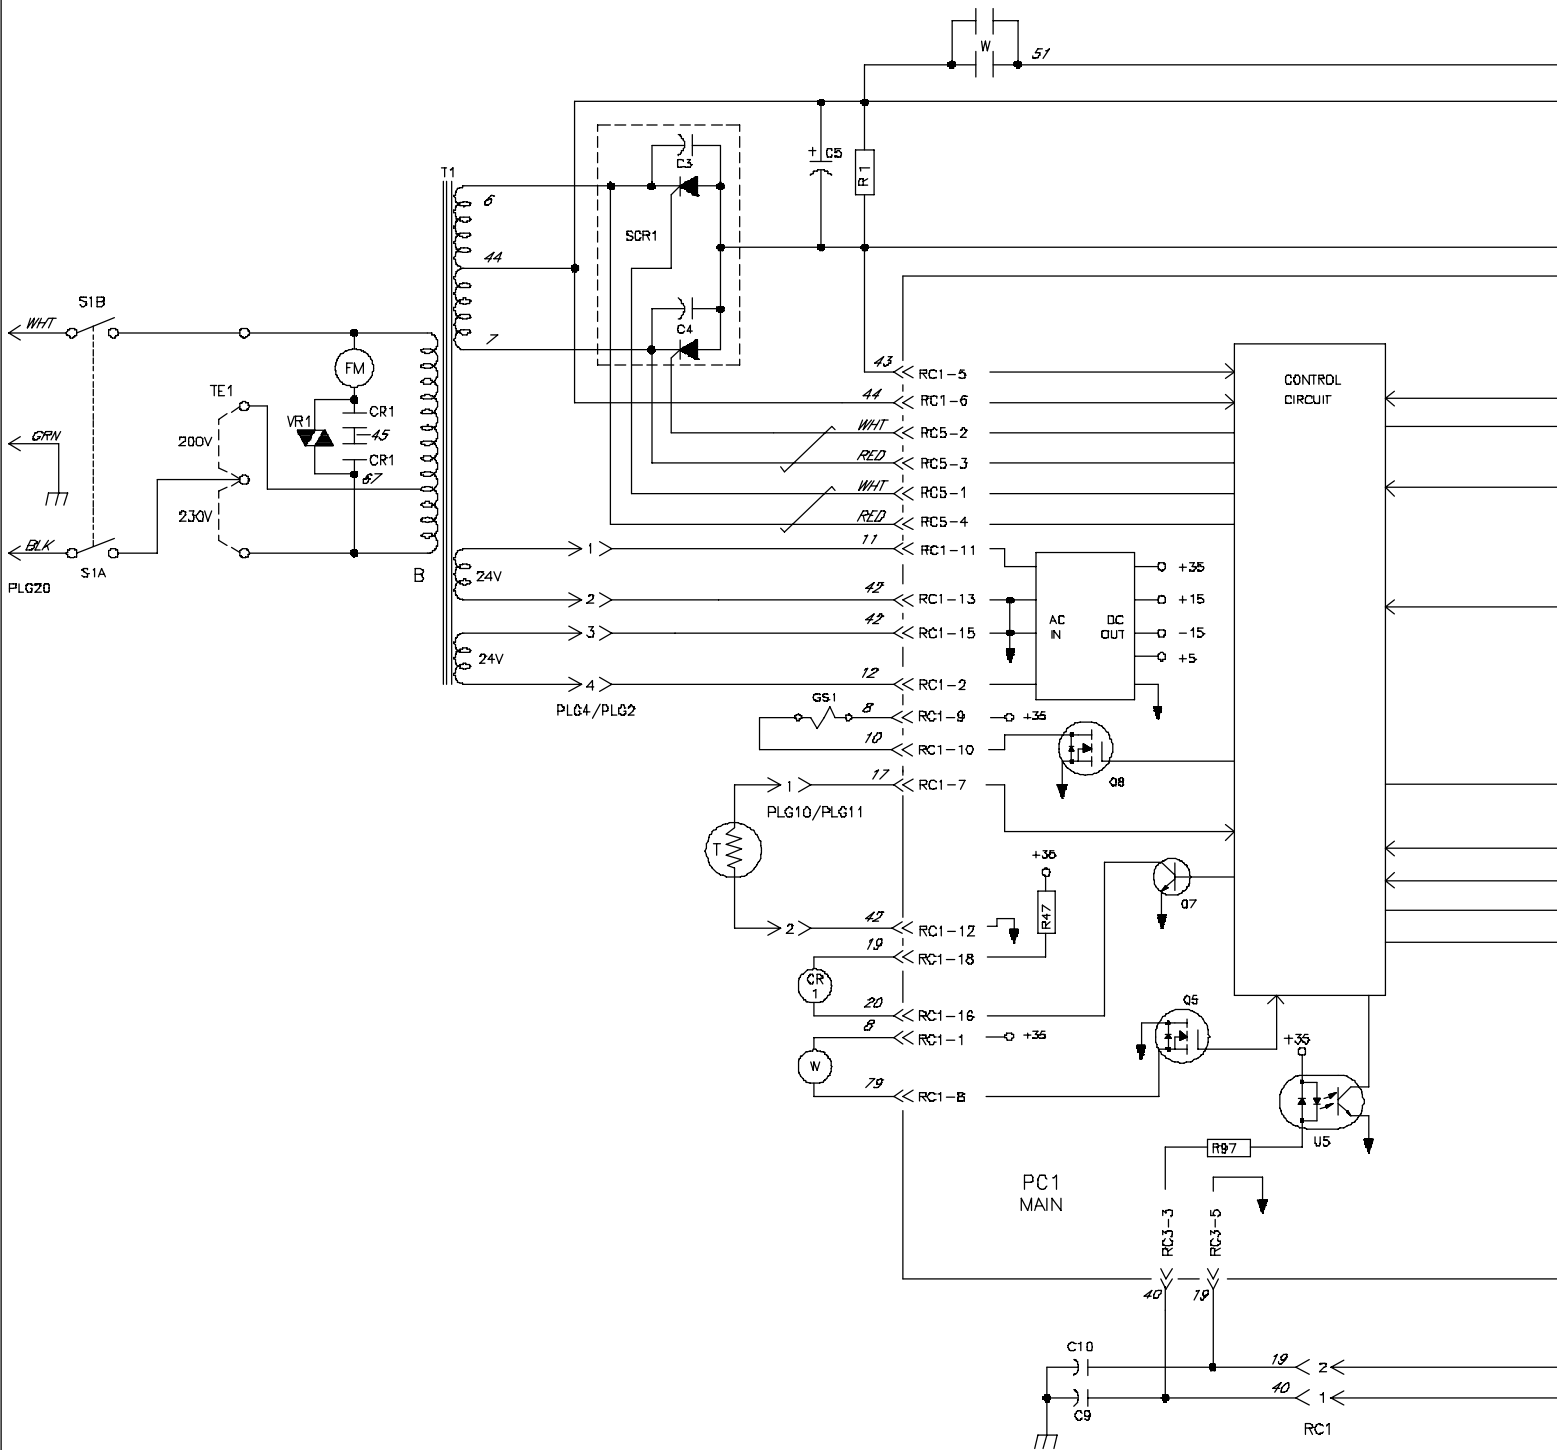 W
51
+ C5
R 1
C3
T1
6
SCR1
44
C4
7
S1B
WHT
FM
TE1
VR1
CR1
45
CR1
67
200V
230V
GRN
BLK
S1A
PLG20
B
43
RC1-5
44
RC1-6
WHT
RC5-2
RED
RC5-3
WHT
RC5-1
RED
RC5-4
CONTROL
CIRCUIT
1
11
RC1-11
24V
2
42
RC1-13
3
42
RC1-15
24V
4
12
RC1-2
PLG4/PLG2
AC
IN
DC
OUT
+35
+15
-15
+5
GS1
8
RC1-9
+35
10
RC1-10
Q8
1
17
RC1-7
PLG10/PLG11
T
+35
R47
Q7
2
42
RC1-12
19
RC1-18
CR
1
20
RC1-16
8
RC1-1
+35
W
79
RC1-8
Q5
+35
U5
R97
PC1
MAIN
RC3-3
RC3-5
40
19
C10
19
2
40
1
C9
RC1